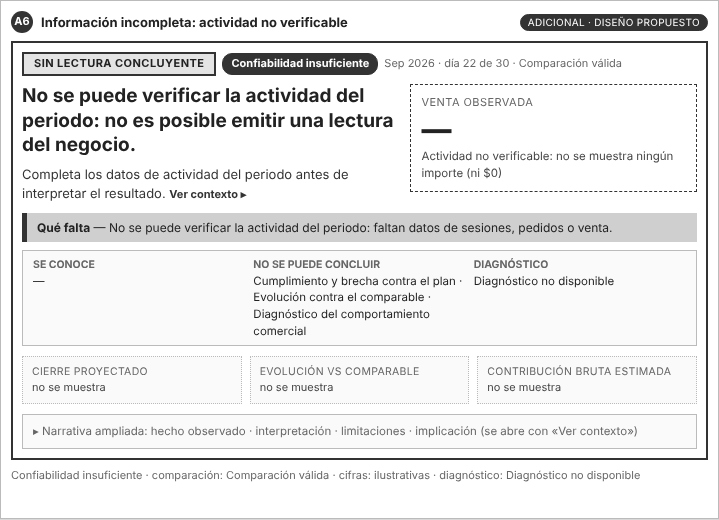 A6 Información incompleta: actividad no verificable
ADICIONAL · DISEÑO PROPUESTO
SIN LECTURA CONCLUYENTE Confiabilidad insuficiente Sep 2026 · día 22 de 30 · Comparación válida
No se puede verificar la actividad del
periodo: no es posible emitir una lectura
del negocio.
Completa los datos de actividad del periodo antes de
interpretar el resultado. Ver contexto ▸
VENTA OBSERVADA
—
Actividad no verificable: no se muestra ningún
importe (ni $0)
Qué falta — No se puede verificar la actividad del periodo: faltan datos de sesiones, pedidos o venta.
SE CONOCE
—
NO SE PUEDE CONCLUIR
Cumplimiento y brecha contra el plan ·
Evolución contra el comparable ·
Diagnóstico del comportamiento
comercial
DIAGNÓSTICO
Diagnóstico no disponible
CIERRE PROYECTADO
no se muestra
EVOLUCIÓN VS COMPARABLE
no se muestra
CONTRIBUCIÓN BRUTA ESTIMADA
no se muestra
▸ Narrativa ampliada: hecho observado · interpretación · limitaciones · implicación (se abre con «Ver contexto»)
Confiabilidad insuficiente · comparación: Comparación válida · cifras: ilustrativas · diagnóstico: Diagnóstico no disponible